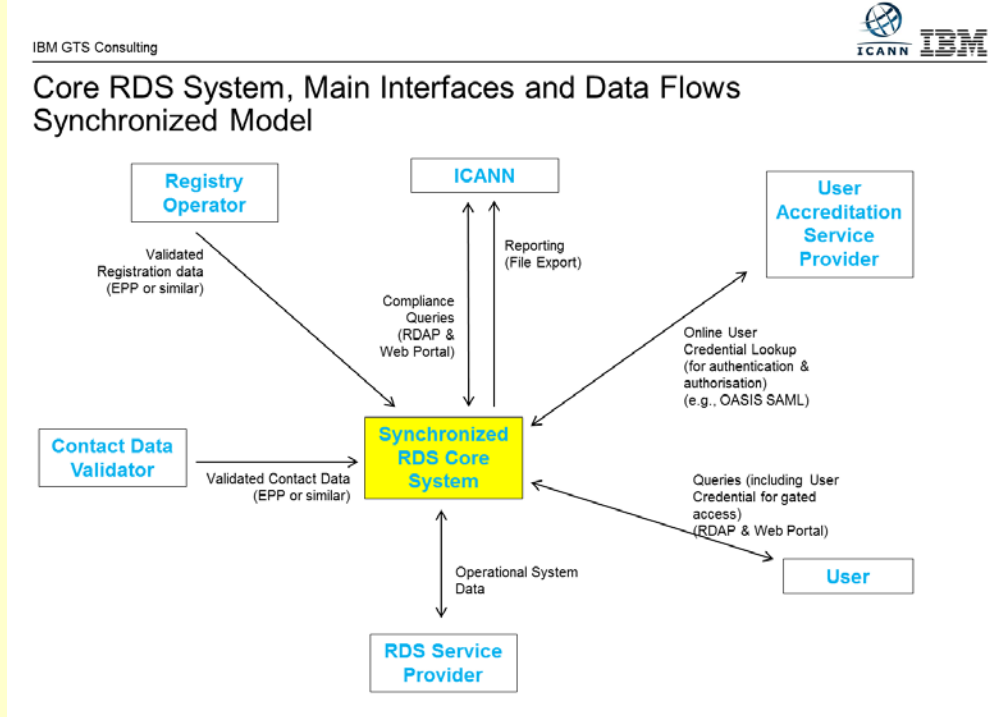 IBM GTS Consulting
ICANN
IBM
Core RDS System, Main Interfaces and Data Flows
Synchronized Model
Registry
Operator
ICANN
User
Accreditation
Service
Provider
Validated
Registration data
(EPP or similar)
Reporting
(File Export)
Compliance
Queries
(RDAP &
Web Portal)
Online User
Credential Lookup
(for authentication &
authorisation)
(e.g., OASIS SAML)
Contact Data
Validator
Synchronized
RDS Core
System
Validated Contact Data
(EPP or similar)
Queries (including User
Credential for gated
access)
(RDAP & Web Portal)
User
Operational System
Data
RDS Service
Provider